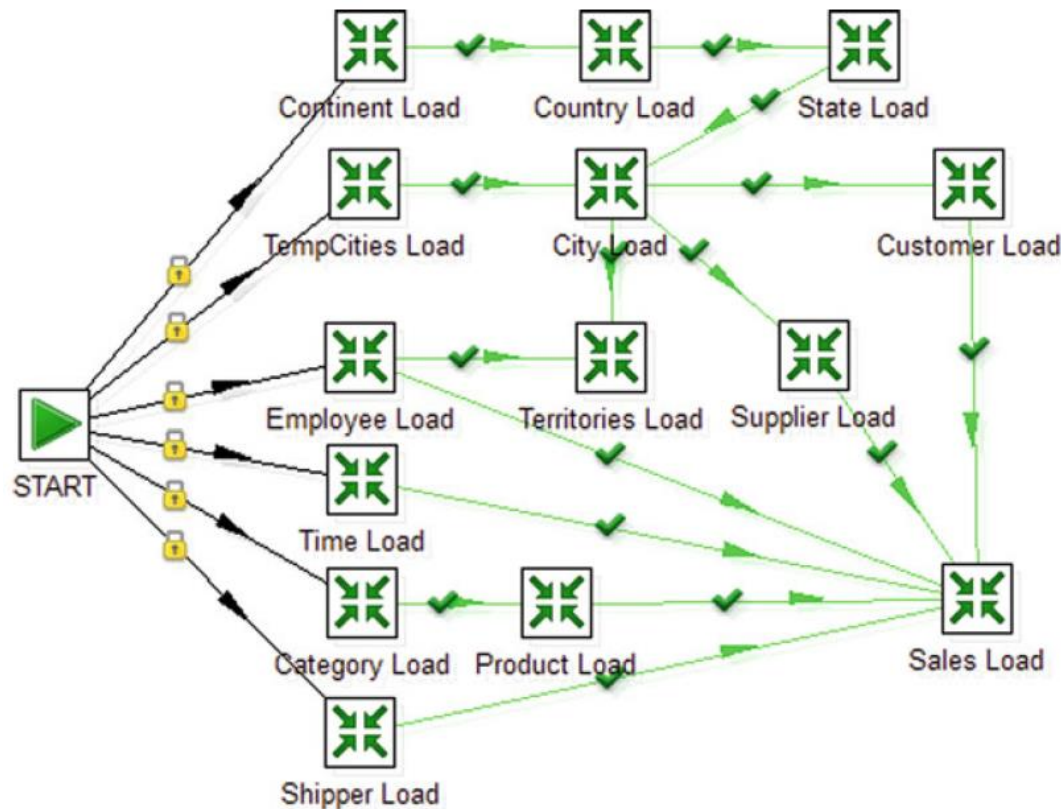 Continent Load
Country Load
State Load
TempCities Load
City Load
Customer Load
Employee Load
Territories Load
Supplier Load
START
Time Load
Category Load
Product Load
Sales Load
Shipper Load